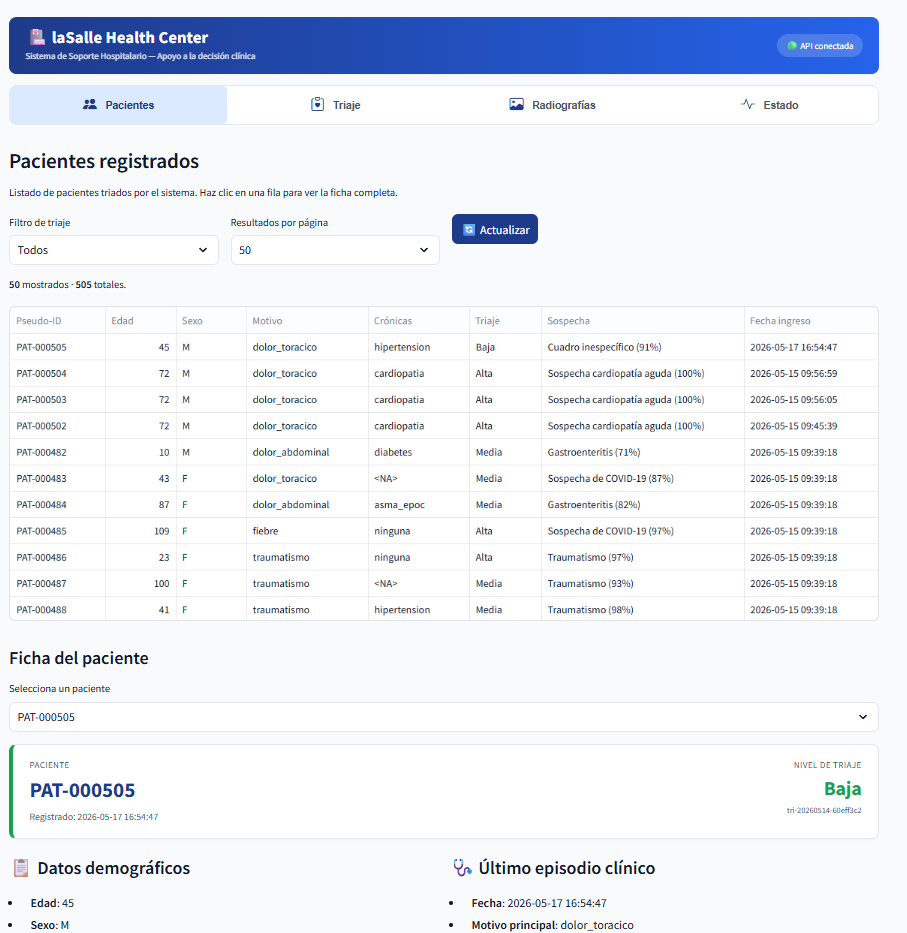 laSalle Health Center
Sistema de Soporte Hospitalario — Apoyo a la decisión clínica
API conectada
Pacientes Triaje Radiografías Estado
Pacientes registrados
Listado de pacientes triados por el sistema. Haz clic en una fila para ver la ficha completa.
Filtro de triaje Resultados por página
Todos 50 Actualizar
50 mostrados · 505 totales.
Pseudo-ID Edad Sexo Motivo Crónicas Triaje Sospecha Fecha ingreso
PAT-000505 45 M dolor_toracico hipertension Baja Cuadro inespecífico (91%) 2026-05-17 16:54:47
PAT-000504 72 M dolor_toracico cardiopatia Alta Sospecha cardiopatía aguda (100%) 2026-05-15 09:56:59
PAT-000503 72 M dolor_toracico cardiopatia Alta Sospecha cardiopatía aguda (100%) 2026-05-15 09:56:05
PAT-000502 72 M dolor_toracico cardiopatia Alta Sospecha cardiopatía aguda (100%) 2026-05-15 09:45:39
PAT-000482 10 M dolor_abdominal diabetes Media Gastroenteritis (71%) 2026-05-15 09:39:18
PAT-000483 43 F dolor_toracico <NA> Media Sospecha de COVID-19 (87%) 2026-05-15 09:39:18
PAT-000484 87 F dolor_abdominal asma_epoc Media Gastroenteritis (82%) 2026-05-15 09:39:18
PAT-000485 109 F fiebre ninguna Alta Sospecha de COVID-19 (97%) 2026-05-15 09:39:18
PAT-000486 23 F traumatismo ninguna Alta Traumatismo (97%) 2026-05-15 09:39:18
PAT-000487 100 F traumatismo <NA> Media Traumatismo (93%) 2026-05-15 09:39:18
PAT-000488 41 F traumatismo hipertension Media Traumatismo (98%) 2026-05-15 09:39:18
Ficha del paciente
Selecciona un paciente
PAT-000505
PACIENTE NIVEL DE TRIAJE
PAT-000505 Baja
Registrado: 2026-05-17 16:54:47 tri-20260514-60eff3c2
Datos demográficos Último episodio clínico
Edad: 45 Fecha: 2026-05-17 16:54:47
Sexo: M Motivo principal: dolor_toracico